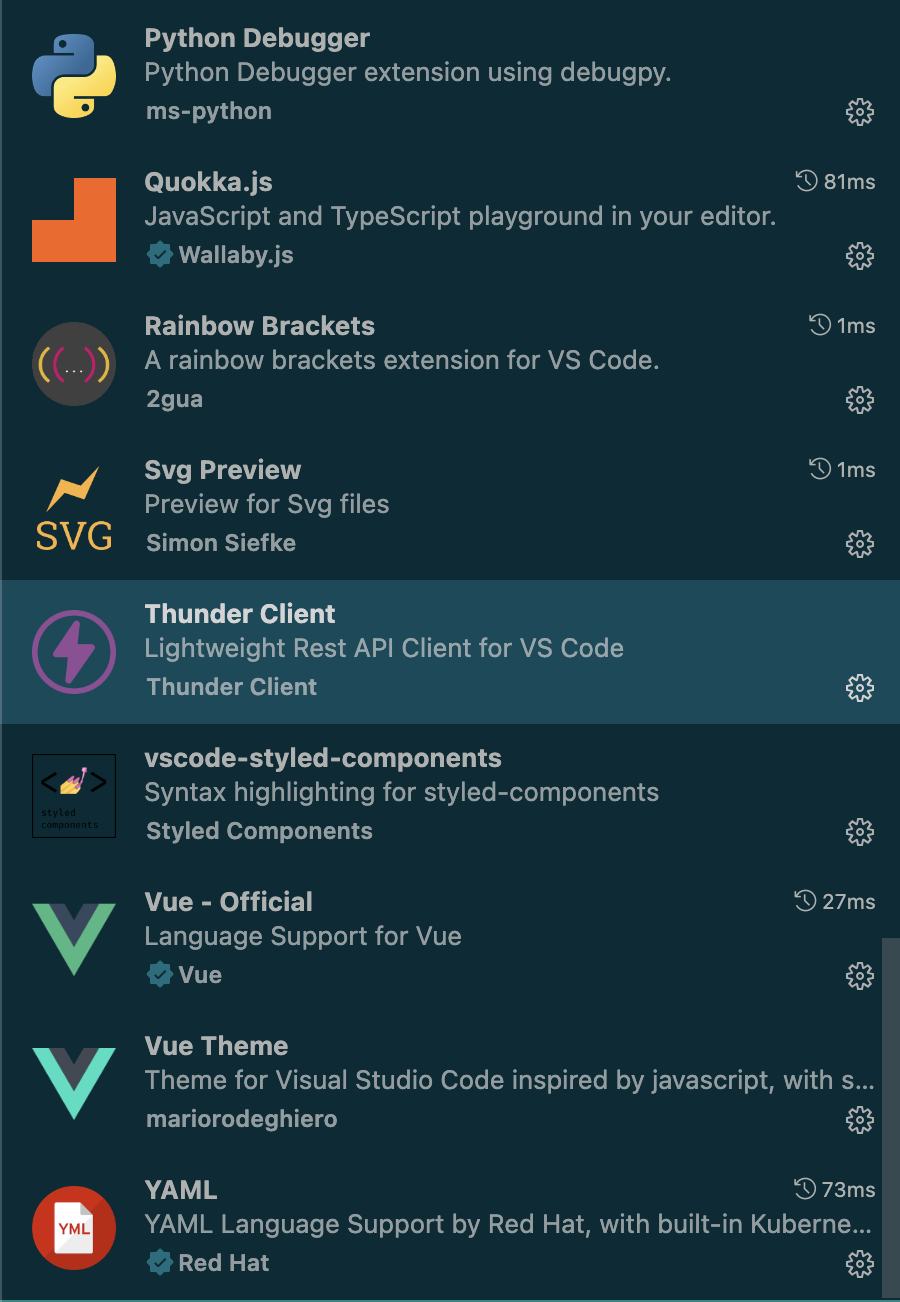 Python Debugger
Python Debugger extension using debugpy.
ms-python
Quokka.js 81ms
JavaScript and TypeScript playground in your editor.
Wallaby.js
Rainbow Brackets 1ms
((...)) A rainbow brackets extension for VS Code.
2gua
Svg Preview 1ms
Preview for Svg files
SVG
Simon Siefke
Thunder Client
Lightweight Rest API Client for VS Code
Thunder Client
vscode-styled-components
< > Syntax highlighting for styled-components
styled
components
Styled Components
Vue - Official 27ms
Language Support for Vue
Vue
Vue Theme
Theme for Visual Studio Code inspired by javascript, with s...
mariorodeghiero
YAML 73ms
YAML Language Support by Red Hat, with built-in Kuberne...
YML
Red Hat